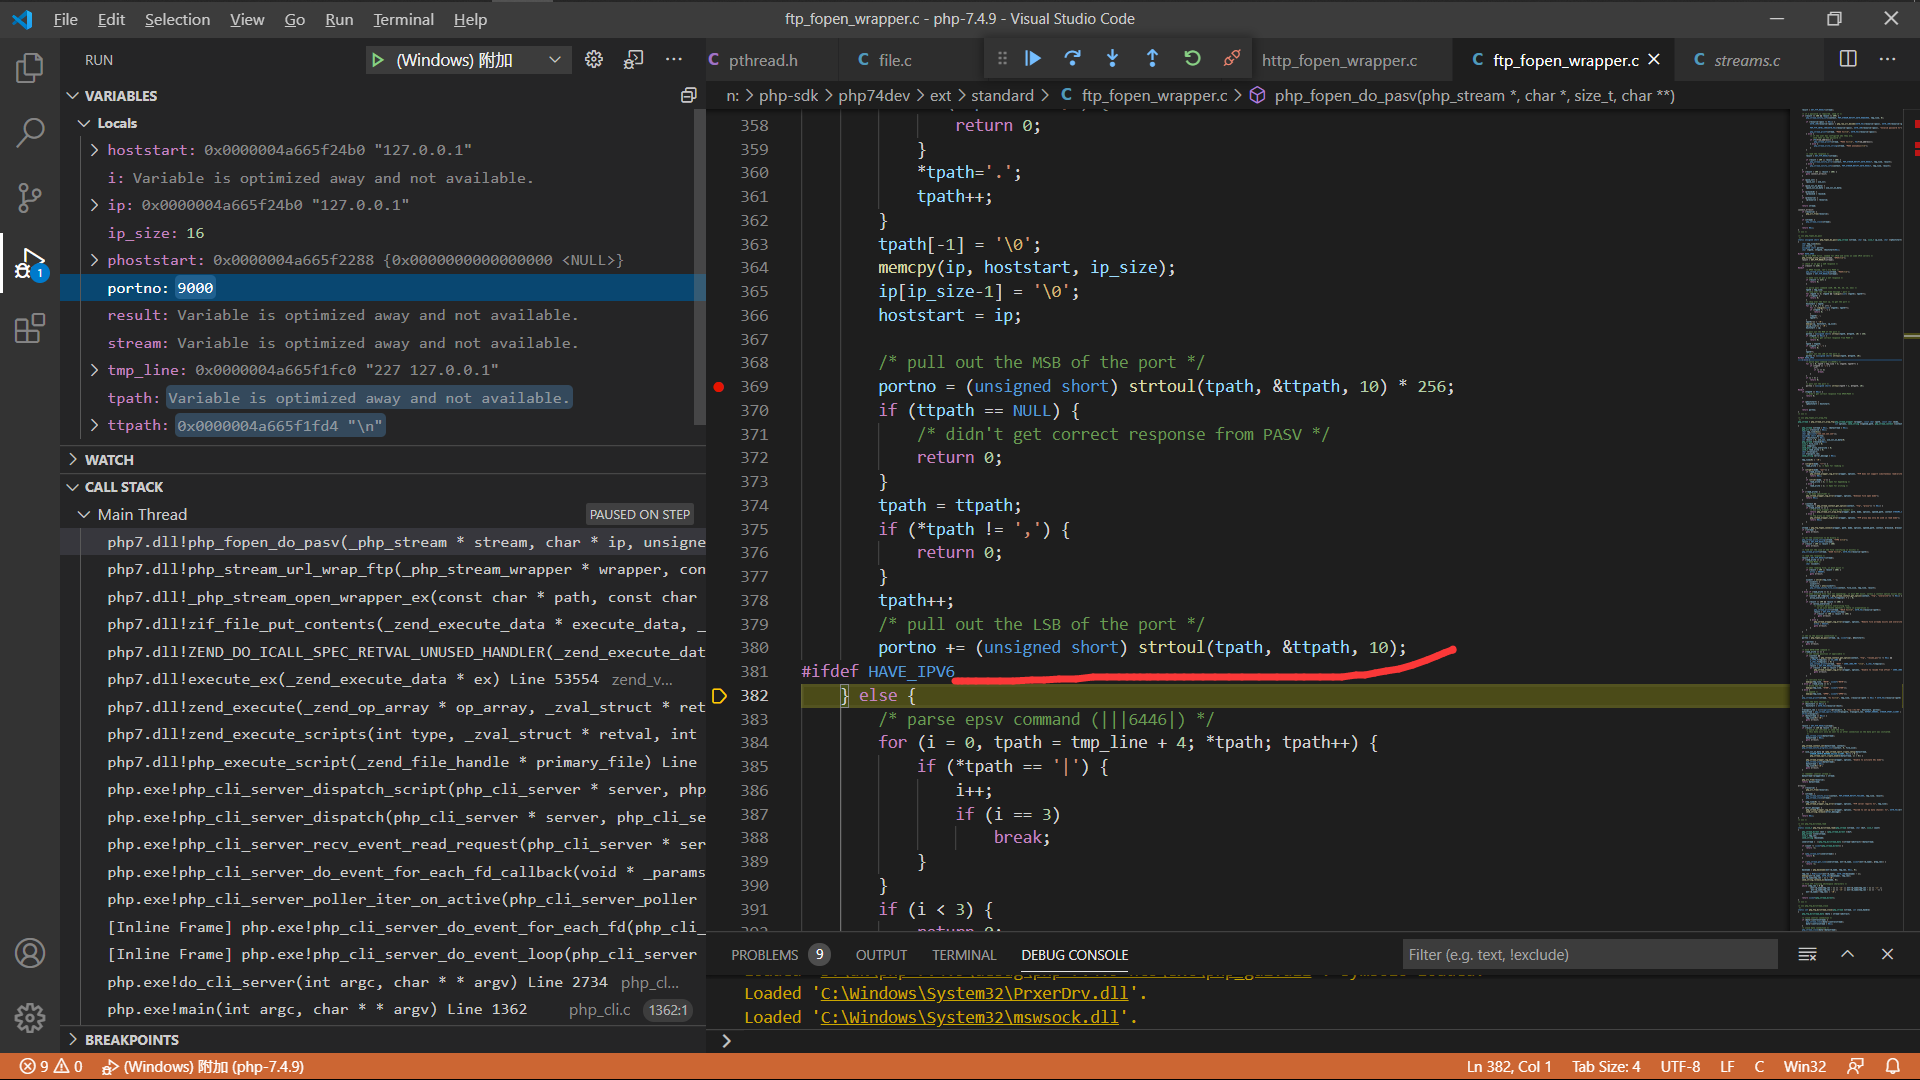 File Edit Selection View Go Run Terminal Help
ftp_fopen_wrapper.c - php-7.4.9 - Visual Studio Code
RUN
(Windows) 附加
pthread.h
file.c
http_fopen_wrapper.c
ftp_fopen_wrapper.c
streams.c
n: > php-sdk > php74dev > ext > standard > C ftp_fopen_wrapper.c > php_fopen_do_pasv(php_stream *, char *, size_t, char **)
VARIABLES
Locals
hoststart: 0x0000004a665f24b0 "127.0.0.1"
i: Variable is optimized away and not available.
ip: 0x0000004a665f24b0 "127.0.0.1"
ip_size: 16
phoststart: 0x0000004a665f2288 {0x0000000000000000 <NULL>}
portno: 9000
result: Variable is optimized away and not available.
stream: Variable is optimized away and not available.
tmp_line: 0x0000004a665f1fc0 "227 127.0.0.1"
tpath: Variable is optimized away and not available.
ttpath: 0x0000004a665f1fd4 "\n"
WATCH
CALL STACK
Main Thread
PAUSED ON STEP
php7.dll!php_fopen_do_pasv(_php_stream * stream, char * ip, unsigne
php7.dll!php_stream_url_wrap_ftp(_php_stream_wrapper * wrapper, con
php7.dll!_php_stream_open_wrapper_ex(const char * path, const char
php7.dll!zif_file_put_contents(_zend_execute_data * execute_data, _
php7.dll!ZEND_DO_ICALL_SPEC_RETVAL_UNUSED_HANDLER(_zend_execute_dat
php7.dll!execute_ex(_zend_execute_data * ex) Line 53554 zend_v...
php7.dll!zend_execute(_zend_op_array * op_array, _zval_struct * ret
php7.dll!zend_execute_scripts(int type, _zval_struct * retval, int
php7.dll!php_execute_script(_zend_file_handle * primary_file) Line
php.exe!php_cli_server_dispatch_script(php_cli_server * server, php
php.exe!php_cli_server_dispatch(php_cli_server * server, php_cli_se
php.exe!php_cli_server_recv_event_read_request(php_cli_server * ser
php.exe!php_cli_server_do_event_for_each_fd_callback(void * _params
php.exe!php_cli_server_poller_iter_on_active(php_cli_server_poller
[Inline Frame] php.exe!php_cli_server_do_event_for_each_fd(php_cli_
[Inline Frame] php.exe!php_cli_server_do_event_loop(php_cli_server
php.exe!do_cli_server(int argc, char * * argv) Line 2734 php_cl...
php.exe!main(int argc, char * * argv) Line 1362 php_cli.c 1362:1
BREAKPOINTS
358 return 0;
359 }
360 *tpath='.';
361 tpath++;
362 }
363 tpath[-1] = '\0';
364 memcpy(ip, hoststart, ip_size);
365 ip[ip_size-1] = '\0';
366 hoststart = ip;
367
368 /* pull out the MSB of the port */
369 portno = (unsigned short) strtoul(tpath, &ttpath, 10) * 256;
370 if (ttpath == NULL) {
371 /* didn't get correct response from PASV */
372 return 0;
373 }
374 tpath = ttpath;
375 if (*tpath != ',') {
376 return 0;
377 }
378 tpath++;
379 /* pull out the LSB of the port */
380 portno += (unsigned short) strtoul(tpath, &ttpath, 10);
381 #ifdef HAVE_IPV6
382 } else {
383 /* parse epsv command (|||6446|) */
384 for (i = 0, tpath = tmp_line + 4; *tpath; tpath++) {
385 if (*tpath == '|') {
386 i++;
387 if (i == 3)
388 break;
389 }
390 }
391 if (i < 3) {
PROBLEMS 9 OUTPUT TERMINAL DEBUG CONSOLE
Filter (e.g. text, !exclude)
Loaded 'C:\Windows\System32\PrxerDrv.dll'.
Loaded 'C:\Windows\System32\mswsock.dll'.
9 0 (Windows) 附加 (php-7.4.9)
Ln 382, Col 1 Tab Size: 4 UTF-8 LF C Win32